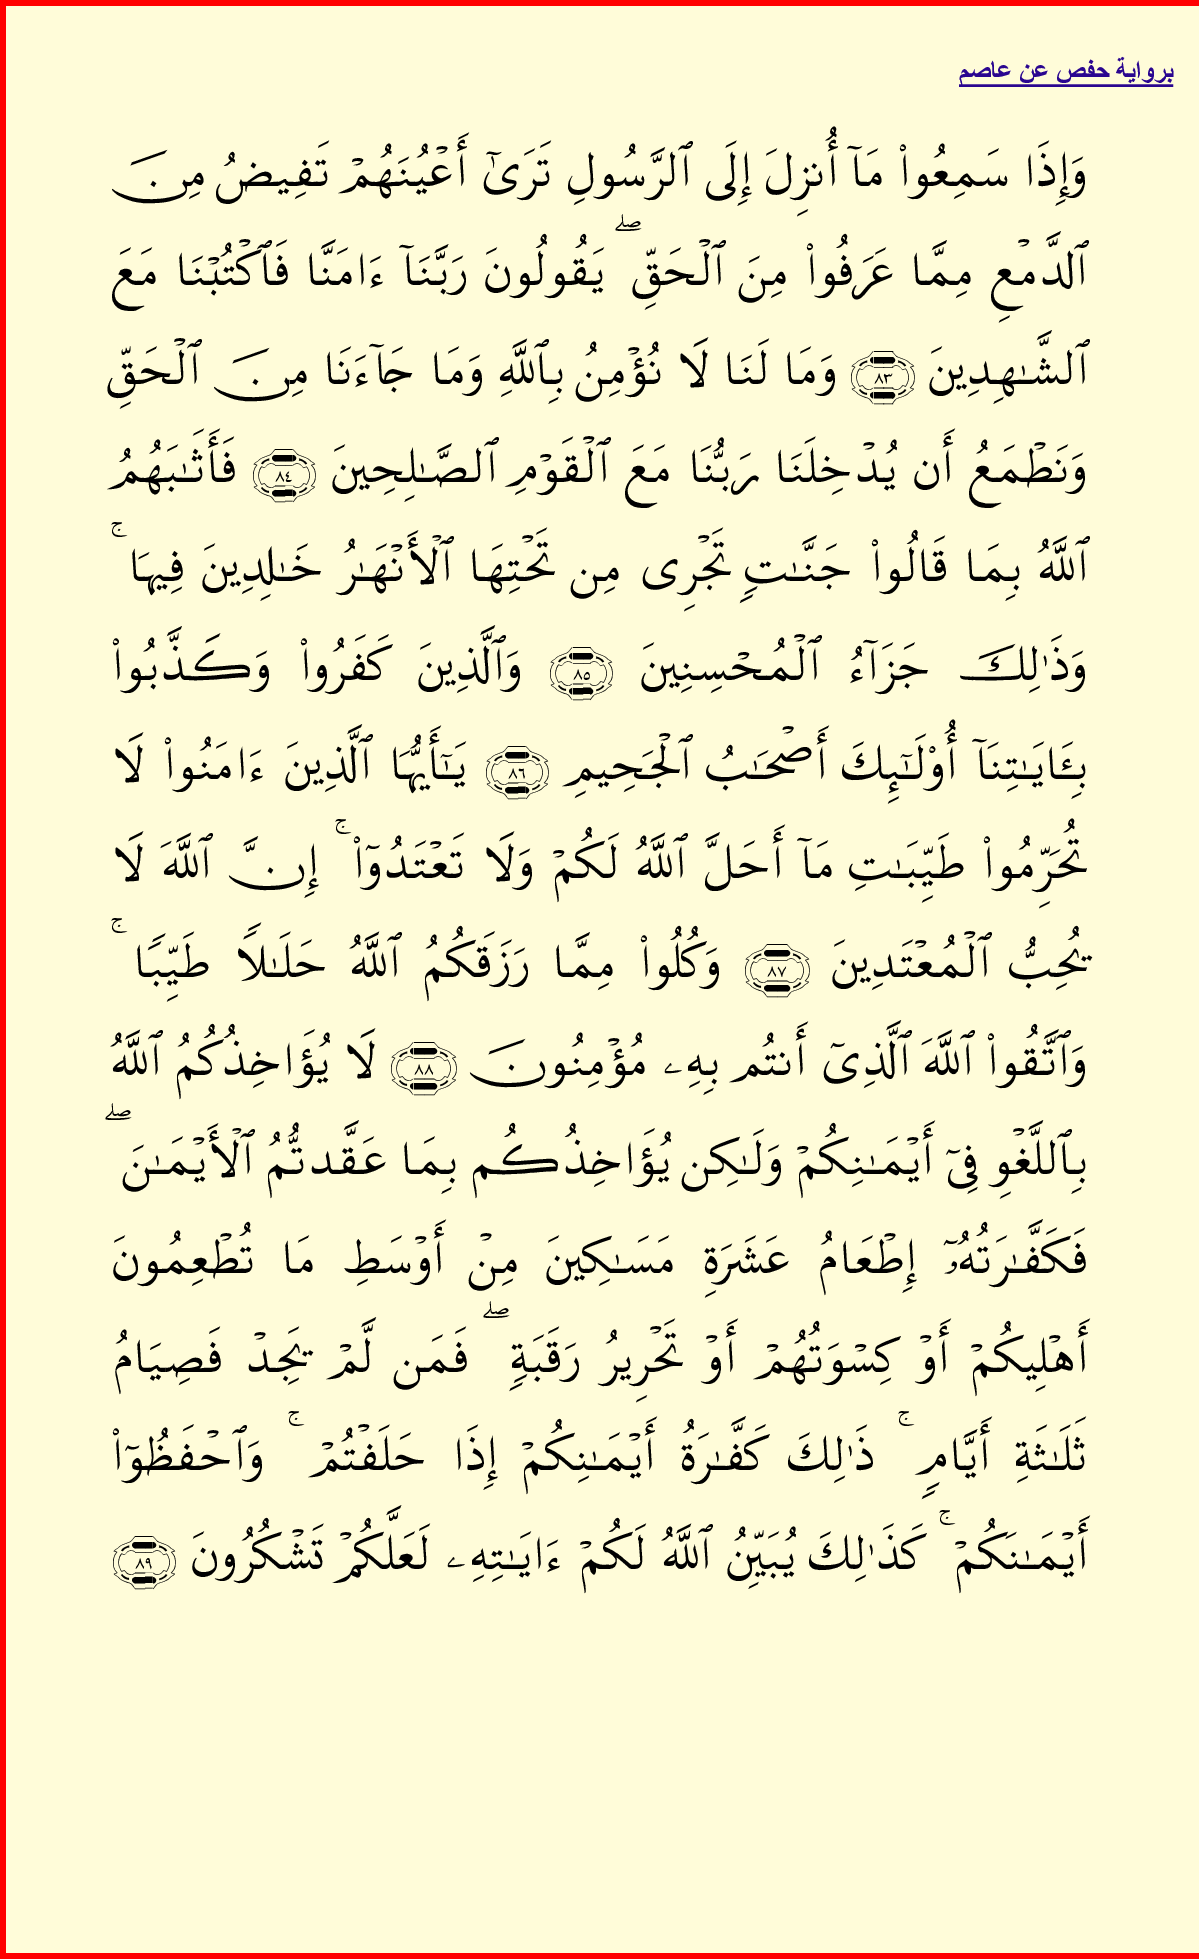 برواية حفص عن عاصم
وَإِذَا سَمِعُوا۟ مَآ أُنزِلَ إِلَى ٱلرَّسُولِ تَرَىٰٓ أَعْيُنَهُمْ تَفِيضُ مِنَ
ٱلدَّمْعِ مِمَّا عَرَفُوا۟ مِنَ ٱلْحَقِّ ۖ يَقُولُونَ رَبَّنَآ ءَامَنَّا فَٱكْتُبْنَا مَعَ
ٱلشَّـٰهِدِينَ ٨٣ وَمَا لَنَا لَا نُؤْمِنُ بِٱللَّهِ وَمَا جَآءَنَا مِنَ ٱلْحَقِّ
وَنَطْمَعُ أَن يُدْخِلَنَا رَبُّنَا مَعَ ٱلْقَوْمِ ٱلصَّـٰلِحِينَ ٨٤ فَأَثَـٰبَهُمُ
ٱللَّهُ بِمَا قَالُوا۟ جَنَّـٰتٍ تَجْرِى مِن تَحْتِهَا ٱلْأَنْهَـٰرُ خَـٰلِدِينَ فِيهَا ۚ
وَذَٰلِكَ جَزَآءُ ٱلْمُحْسِنِينَ ٨٥ وَٱلَّذِينَ كَفَرُوا۟ وَكَذَّبُوا۟
بِـَٔايَـٰتِنَآ أُو۟لَـٰٓئِكَ أَصْحَـٰبُ ٱلْجَحِيمِ ٨٦ يَـٰٓأَيُّهَا ٱلَّذِينَ ءَامَنُوا۟ لَا
تُحَرِّمُوا۟ طَيِّبَـٰتِ مَآ أَحَلَّ ٱللَّهُ لَكُمْ وَلَا تَعْتَدُوٓا۟ ۚ إِنَّ ٱللَّهَ لَا
يُحِبُّ ٱلْمُعْتَدِينَ ٨٧ وَكُلُوا۟ مِمَّا رَزَقَكُمُ ٱللَّهُ حَلَـٰلًا طَيِّبًا ۚ
وَٱتَّقُوا۟ ٱللَّهَ ٱلَّذِىٓ أَنتُم بِهِۦ مُؤْمِنُونَ ٨٨ لَا يُؤَاخِذُكُمُ ٱللَّهُ
بِٱللَّغْوِ فِىٓ أَيْمَـٰنِكُمْ وَلَـٰكِن يُؤَاخِذُكُم بِمَا عَقَّدتُّمُ ٱلْأَيْمَـٰنَ ۖ
فَكَفَّـٰرَتُهُۥٓ إِطْعَامُ عَشَرَةِ مَسَـٰكِينَ مِنْ أَوْسَطِ مَا تُطْعِمُونَ
أَهْلِيكُمْ أَوْ كِسْوَتُهُمْ أَوْ تَحْرِيرُ رَقَبَةٍ ۖ فَمَن لَّمْ يَجِدْ فَصِيَامُ
ثَلَـٰثَةِ أَيَّامٍ ۚ ذَٰلِكَ كَفَّـٰرَةُ أَيْمَـٰنِكُمْ إِذَا حَلَفْتُمْ ۚ وَٱحْفَظُوٓا۟
أَيْمَـٰنَكُمْ ۚ كَذَٰلِكَ يُبَيِّنُ ٱللَّهُ لَكُمْ ءَايَـٰتِهِۦ لَعَلَّكُمْ تَشْكُرُونَ ٨٩